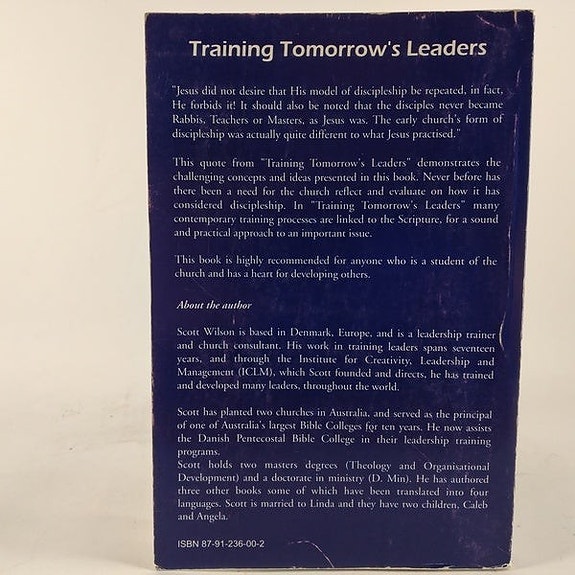 Training Tomorrow's Leaders
"Jesus did not desire that His model of discipleship be repeated, in fact,
He forbids it! It should also be noted that the disciples never became
Rabbis, Teachers or Masters, as Jesus was. The early church's form of
discipleship was actually quite different to what Jesus practised."
This quote from "Training Tomorrow's Leaders" demonstrates the
challenging concepts and ideas presented in this book. Never before has
there been a need for the church reflect and evaluate on how it has
considered discipleship. In "Training Tomorrow's Leaders" many
contemporary training processes are linked to the Scripture, for a sound
and practical approach to an important issue.
This book is highly recommended for anyone who is a student of the
church and has a heart for developing others.
About the author
Scott Wilson is based in Denmark, Europe, and is a leadership trainer
and church consultant. His work in training leaders spans seventeen
years, and through the Institute for Creativity, Leadership and
Management (ICLM), which Scott founded and directs, he has trained
and developed many leaders, throughout the world.
Scott has planted two churches in Australia, and served as the principal
of one of Australia's largest Bible Colleges for ten years. He now assists
the Danish Pentecostal Bible College in their leadership training
programs.
Scott holds two masters degrees (Theology and Organisational
Development) and a doctorate in ministry (D. Min). He has authored
three other books some of which have been translated into four
languages. Scott is married to Linda and they have two children, Caleb
and Angela.
ISBN 87-91-236-00-2